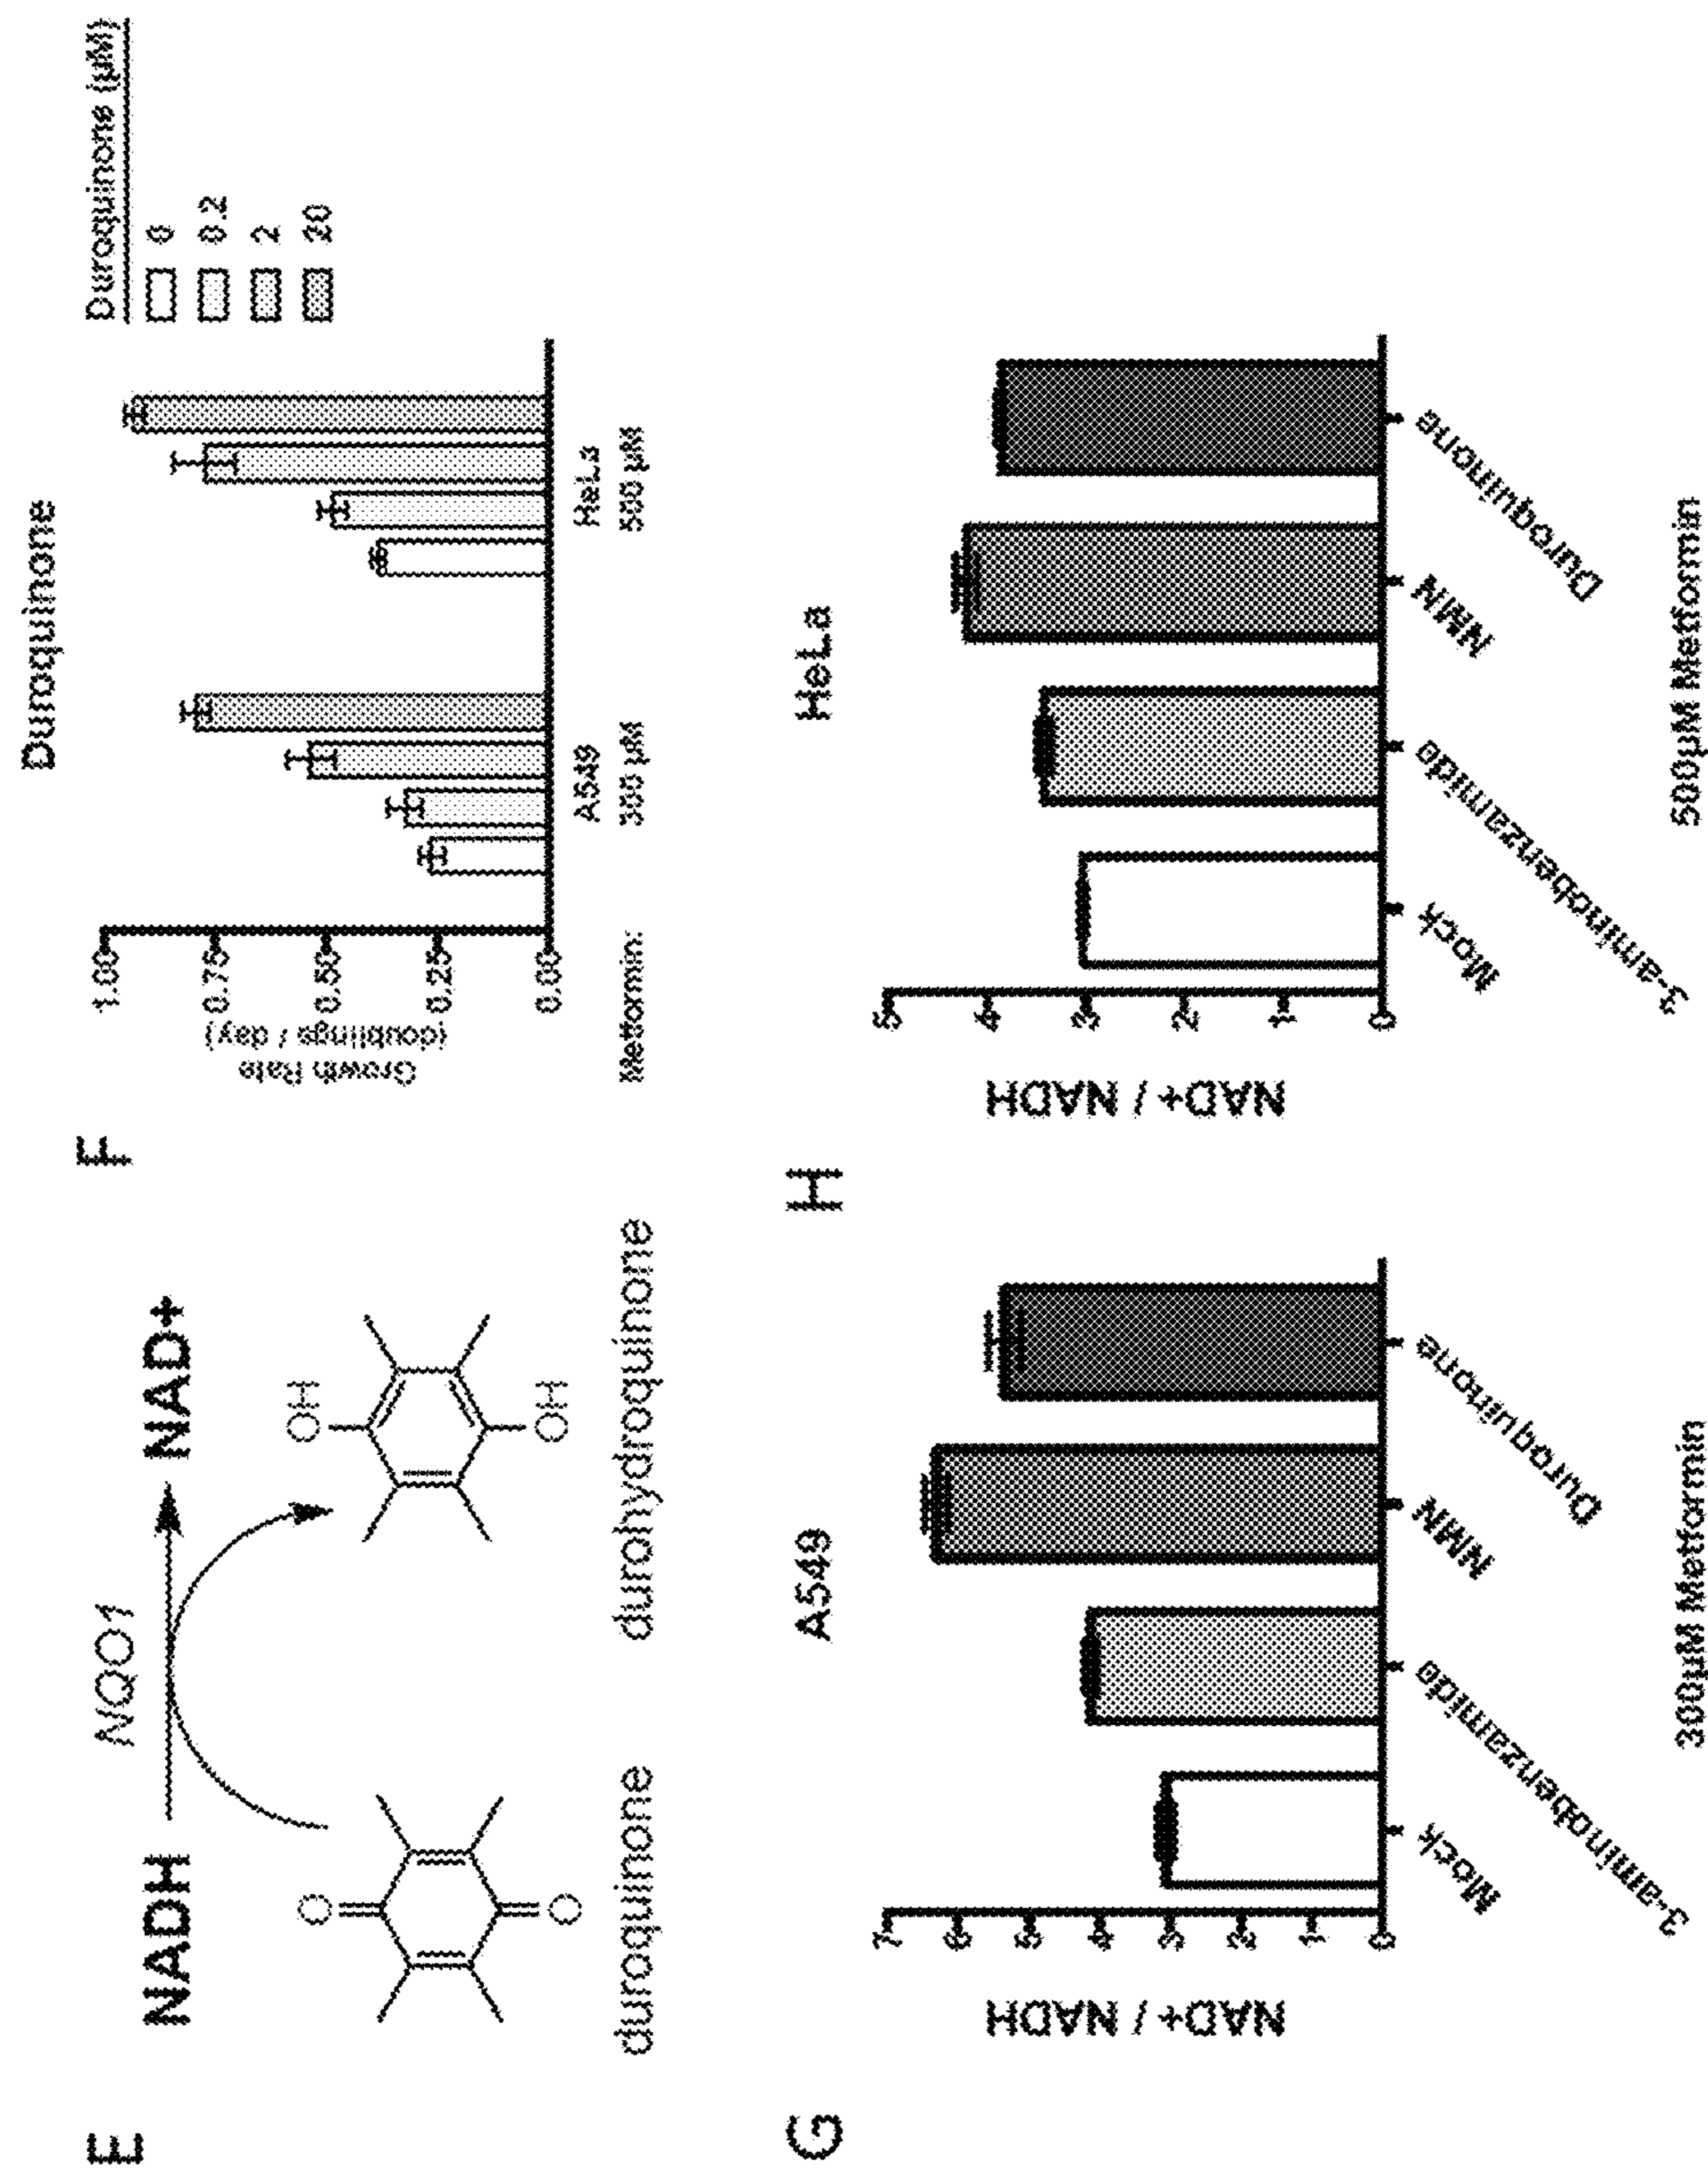 E
NADH
NQO1
NAD+
O
O
duroquinone
OH
OH
durohydroquinone
F
Duroquinone
Growth Rate
(doublings / day)
1.00
0.75
0.50
0.25
0.00
Duroquinone (µM)
0
0.2
2
20
A549
HeLa
Metformin:
300 µM
500 µM
G
A549
NAD+ / NADH
7
6
5
4
3
2
1
0
Mock
3-aminobenzamide
NMN
Duroquinone
300µM Metformin
H
HeLa
NAD+ / NADH
5
4
3
2
1
0
Mock
3-aminobenzamide
NMN
Duroquinone
500µM Metformin